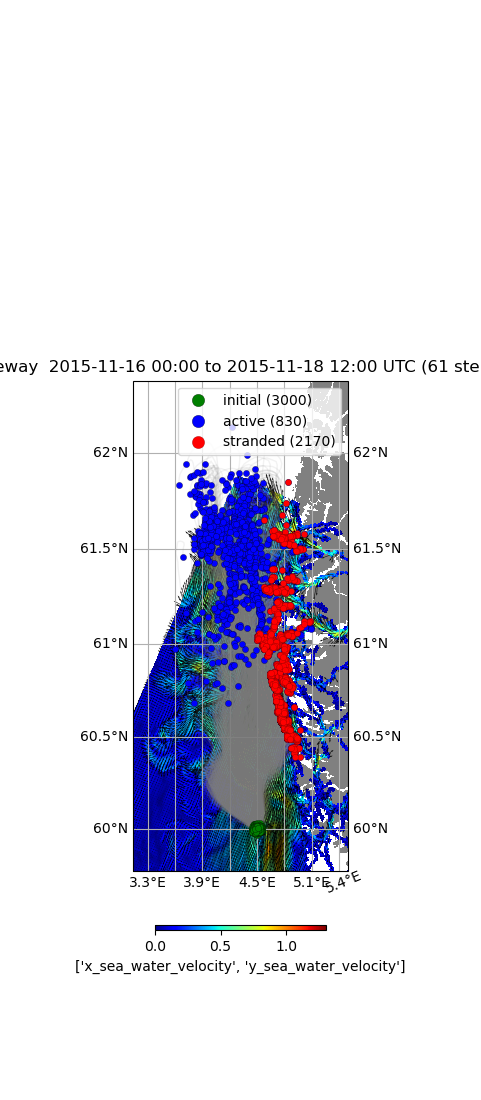 eway  2015-11-16 00:00 to 2015-11-18 12:00 UTC (61 ste
initial (3000)
active (830)
stranded (2170)
62°N 62°N
61.5°N 61.5°N
61°N 61°N
60.5°N 60.5°N
60°N 60°N
3.3°E 3.9°E 4.5°E 5.1°E 5.4°E
0.0 0.5 1.0
['x_sea_water_velocity', 'y_sea_water_velocity']